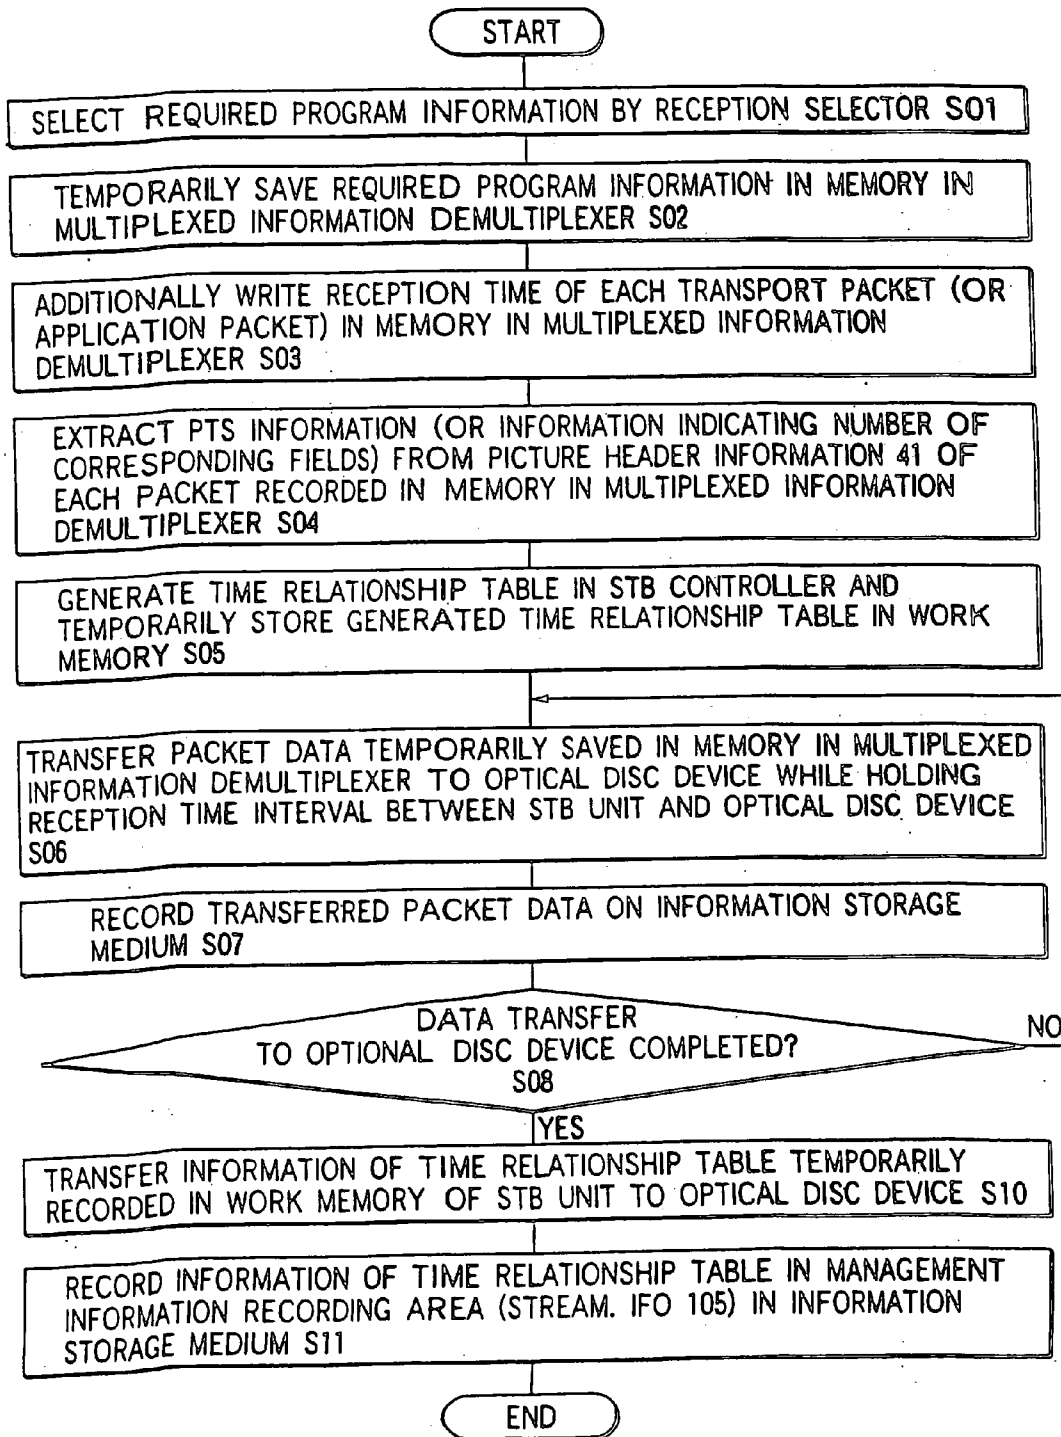 START
SELECT REQUIRED PROGRAM INFORMATION BY RECEPTION SELECTOR S01
TEMPORARILY SAVE REQUIRED PROGRAM INFORMATION IN MEMORY IN
MULTIPLEXED INFORMATION DEMULTIPLEXER S02
ADDITIONALLY WRITE RECEPTION TIME OF EACH TRANSPORT PACKET (OR
APPLICATION PACKET) IN MEMORY IN MULTIPLEXED INFORMATION
DEMULTIPLEXER S03
EXTRACT PTS INFORMATION (OR INFORMATION INDICATING NUMBER OF
CORRESPONDING FIELDS) FROM PICTURE HEADER INFORMATION 41 OF
EACH PACKET RECORDED IN MEMORY IN MULTIPLEXED INFORMATION
DEMULTIPLEXER S04
GENERATE TIME RELATIONSHIP TABLE IN STB CONTROLLER AND
TEMPORARILY STORE GENERATED TIME RELATIONSHIP TABLE IN WORK
MEMORY S05
TRANSFER PACKET DATA TEMPORARILY SAVED IN MEMORY IN MULTIPLEXED
INFORMATION DEMULTIPLEXER TO OPTICAL DISC DEVICE WHILE HOLDING
RECEPTION TIME INTERVAL BETWEEN STB UNIT AND OPTICAL DISC DEVICE
S06
RECORD TRANSFERRED PACKET DATA ON INFORMATION STORAGE
MEDIUM S07
DATA TRANSFER
TO OPTIONAL DISC DEVICE COMPLETED?
S08
NO
YES
TRANSFER INFORMATION OF TIME RELATIONSHIP TABLE TEMPORARILY
RECORDED IN WORK MEMORY OF STB UNIT TO OPTICAL DISC DEVICE S10
RECORD INFORMATION OF TIME RELATIONSHIP TABLE IN MANAGEMENT
INFORMATION RECORDING AREA (STREAM. IFO 105) IN INFORMATION
STORAGE MEDIUM S11
END